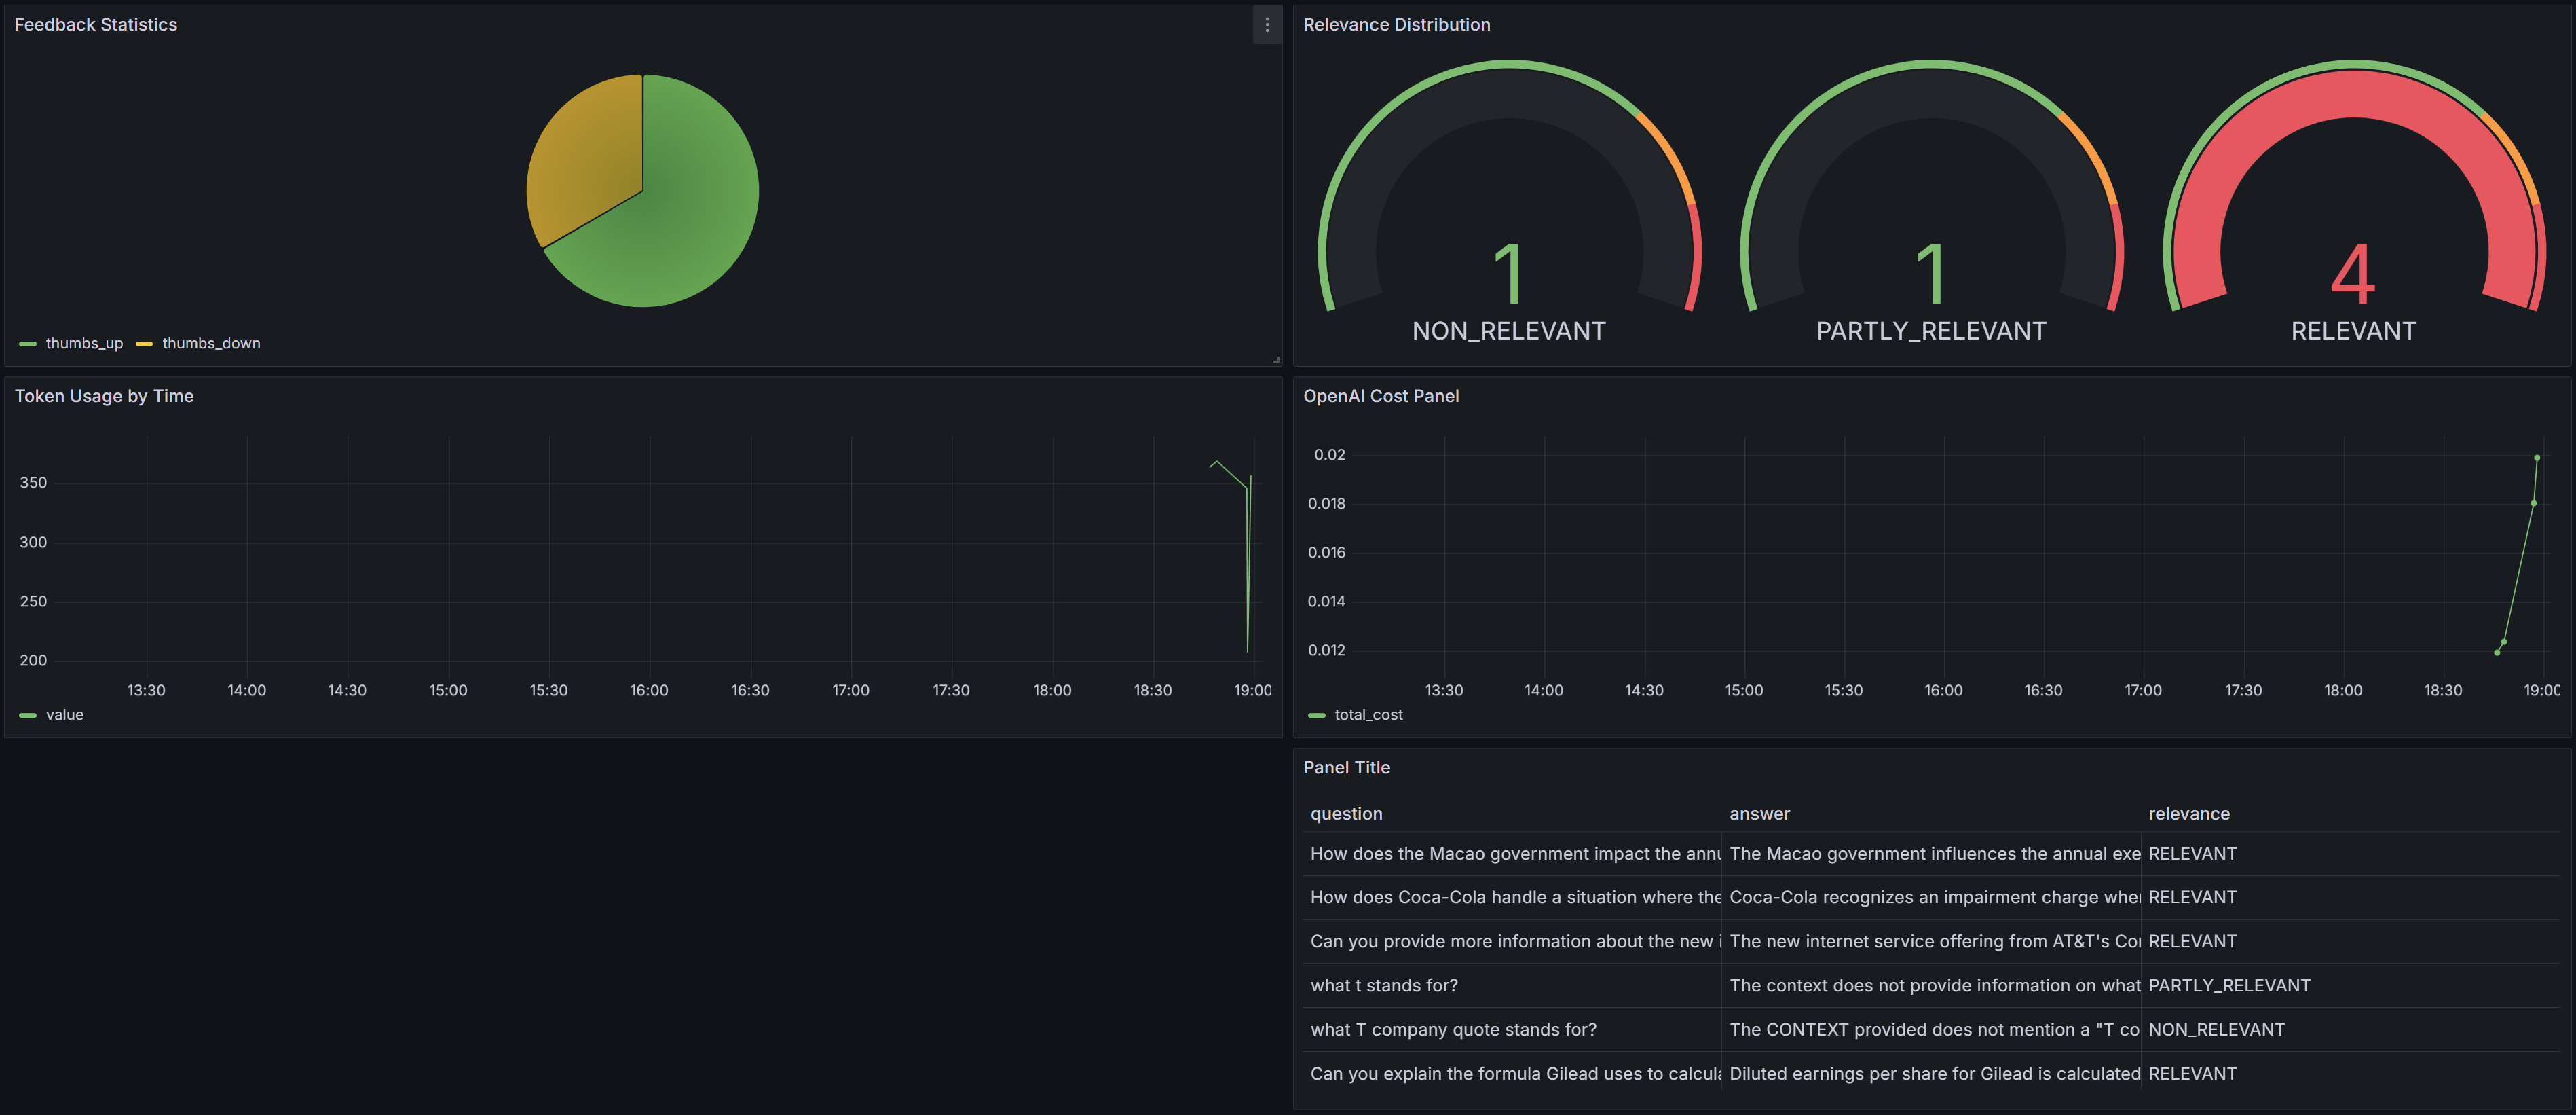 Feedback Statistics
thumbs_up thumbs_down
Relevance Distribution
1 1 4
NON_RELEVANT PARTLY_RELEVANT RELEVANT
Token Usage by Time
350
300
250
200
13:30 14:00 14:30 15:00 15:30 16:00 16:30 17:00 17:30 18:00 18:30 19:00
value
OpenAI Cost Panel
0.02
0.018
0.016
0.014
0.012
13:30 14:00 14:30 15:00 15:30 16:00 16:30 17:00 17:30 18:00 18:30 19:00
total_cost
Panel Title
question answer relevance
How does the Macao government impact the annu The Macao government influences the annual exe RELEVANT
How does Coca-Cola handle a situation where the Coca-Cola recognizes an impairment charge wher RELEVANT
Can you provide more information about the new i The new internet service offering from AT&T's Cor RELEVANT
what t stands for? The context does not provide information on what PARTLY_RELEVANT
what T company quote stands for? The CONTEXT provided does not mention a "T co NON_RELEVANT
Can you explain the formula Gilead uses to calcula Diluted earnings per share for Gilead is calculated RELEVANT